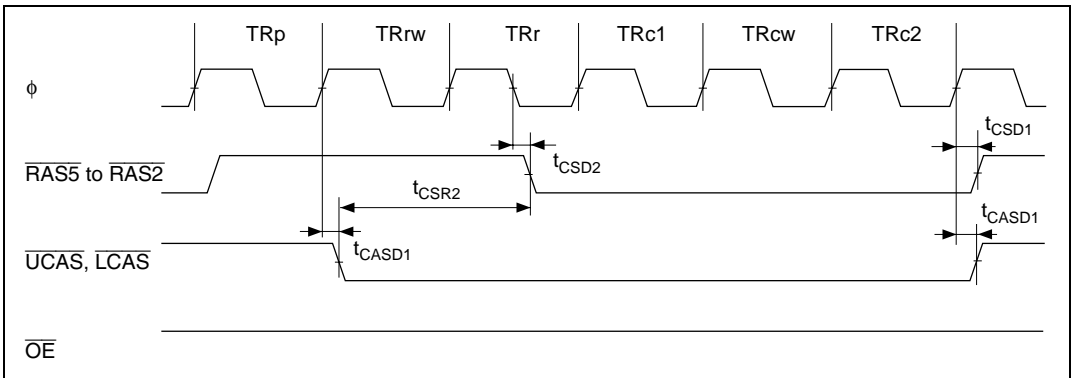 TRp TRrw TRr TRc1 TRcw TRc2
ϕ
tCSD1
RAS5 to RAS2
tCSD2
tCSR2
tCASD1
tCASD1
UCAS, LCAS
OE